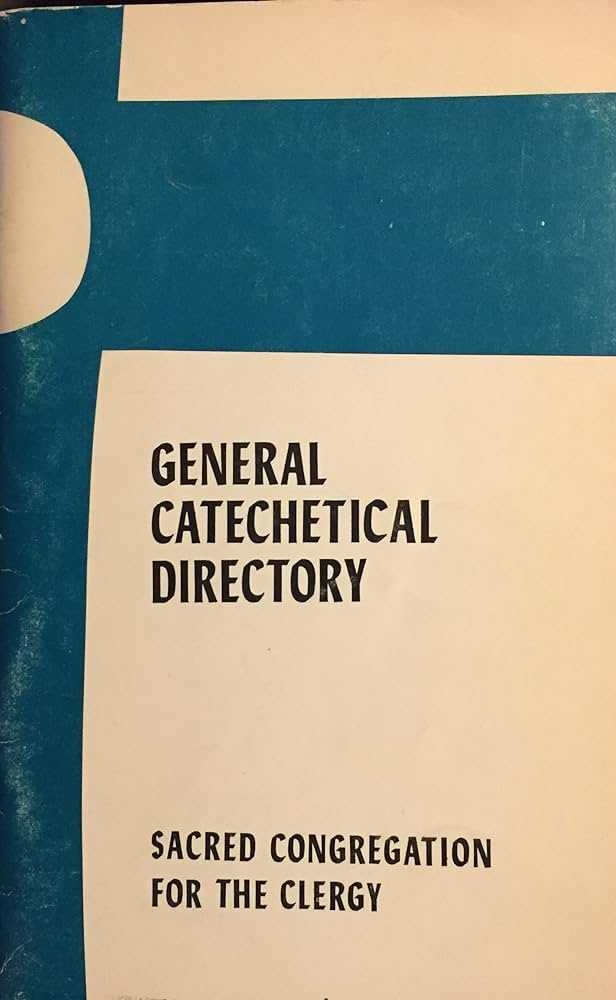 GENERAL
CATECHETICAL
DIRECTORY
SACRED CONGREGATION
FOR THE CLERGY